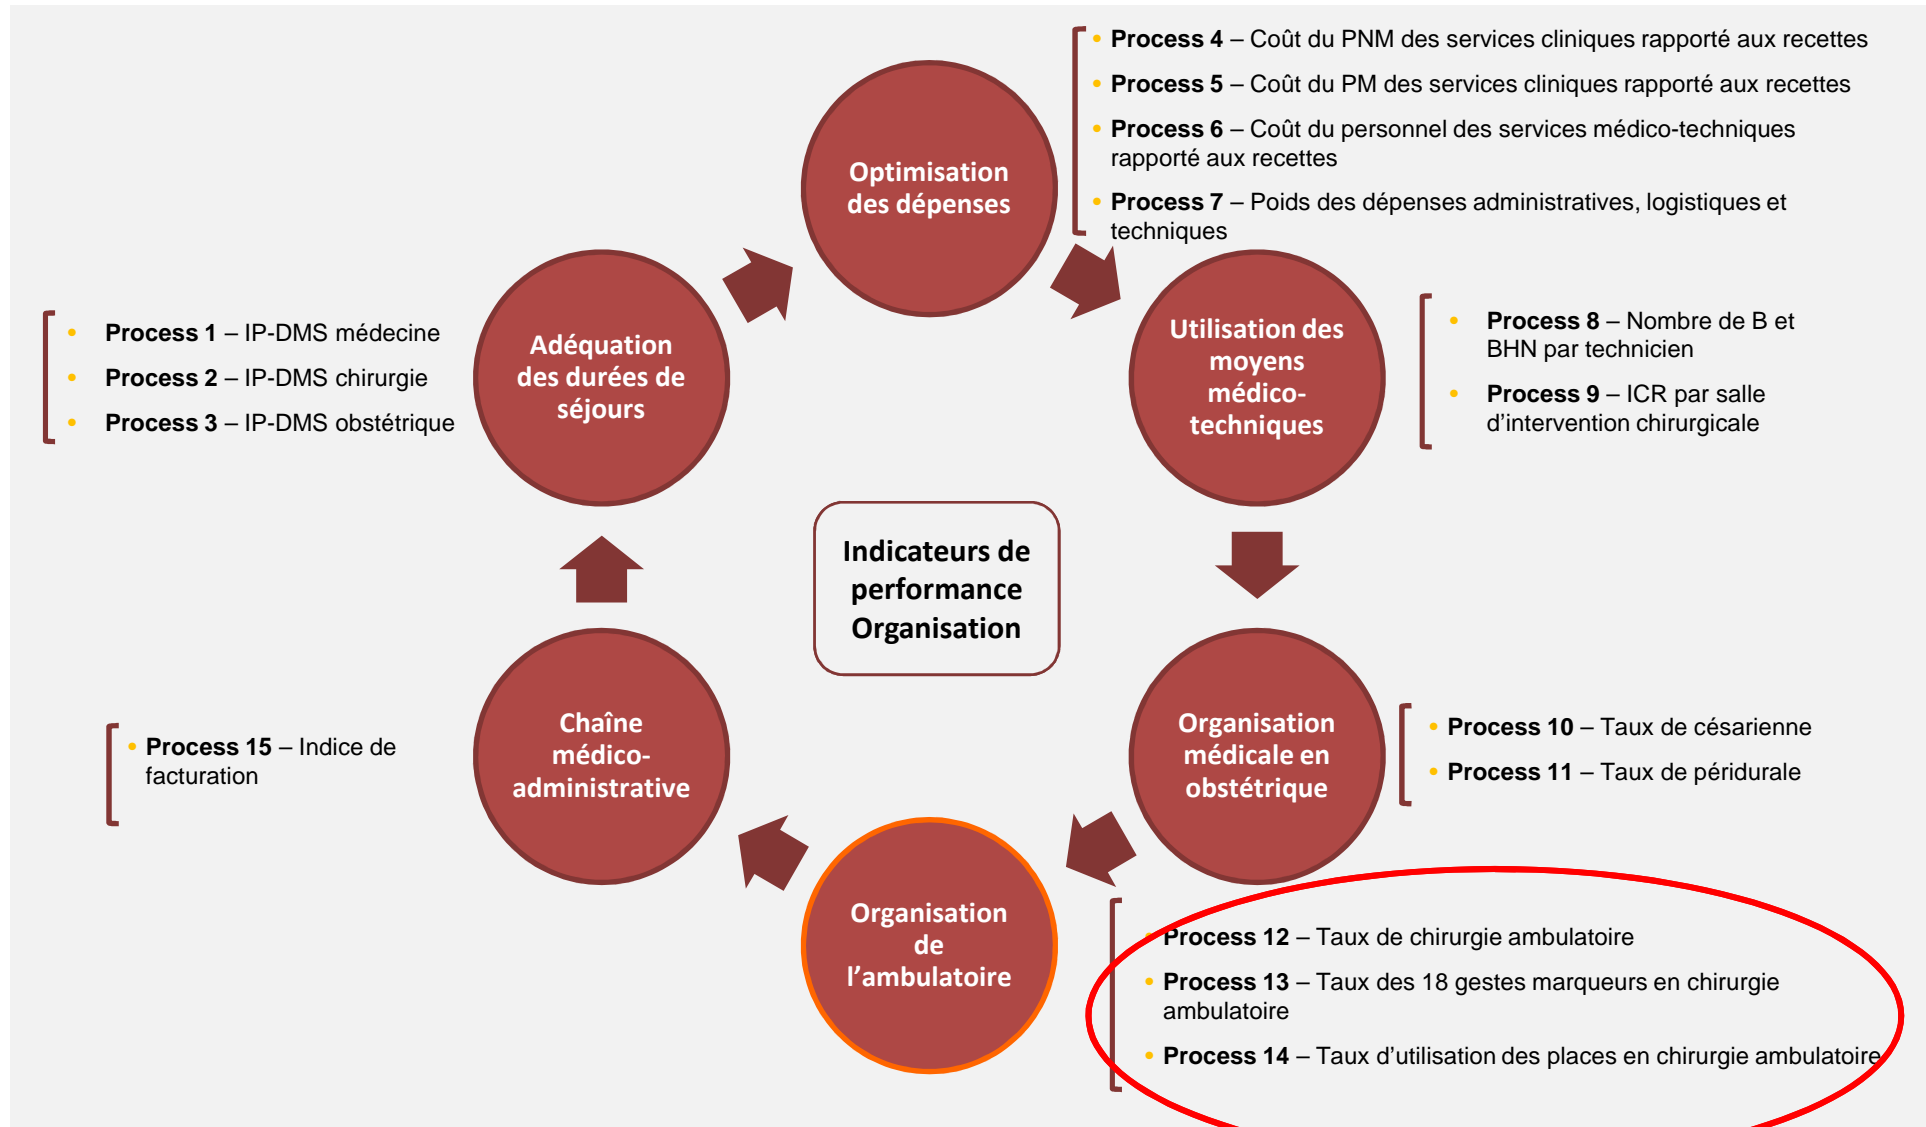 • Process 4 – Coût du PNM des services cliniques rapporté aux recettes
• Process 5 – Coût du PM des services cliniques rapporté aux recettes
• Process 6 – Coût du personnel des services médico-techniques
rapporté aux recettes
• Process 7 – Poids des dépenses administratives, logistiques et
techniques
Optimisation
des dépenses
Adéquation
des durées de
séjours
• Process 1 – IP-DMS médecine
• Process 2 – IP-DMS chirurgie
• Process 3 – IP-DMS obstétrique
Utilisation des
moyens
médico-
techniques
• Process 8 – Nombre de B et
BHN par technicien
• Process 9 – ICR par salle
d’intervention chirurgicale
Indicateurs de
performance
Organisation
Chaîne
médico-
administrative
• Process 15 – Indice de
facturation
Organisation
médicale en
obstétrique
• Process 10 – Taux de césarienne
• Process 11 – Taux de péridurale
Organisation
de
l’ambulatoire
• Process 12 – Taux de chirurgie ambulatoire
• Process 13 – Taux des 18 gestes marqueurs en chirurgie
ambulatoire
• Process 14 – Taux d’utilisation des places en chirurgie ambulatoire